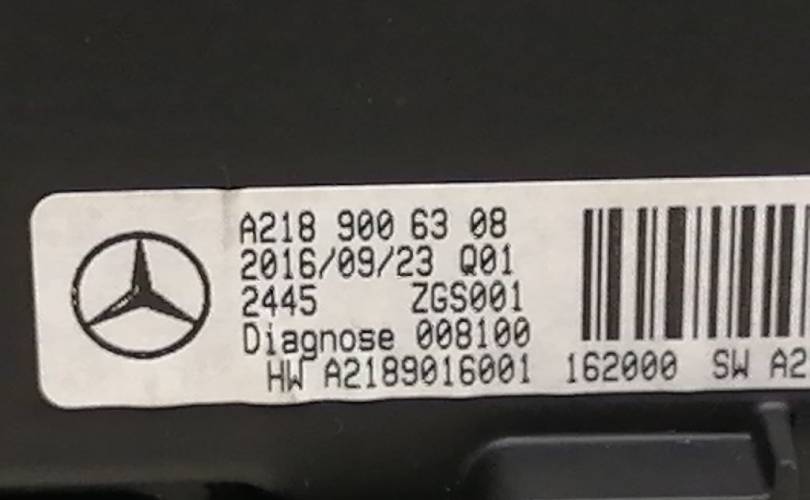 A218 900 63 08
2016/09/23 Q01
2445 ZGS001
Diagnose 008100
HW A2189016001 162000 SW A2